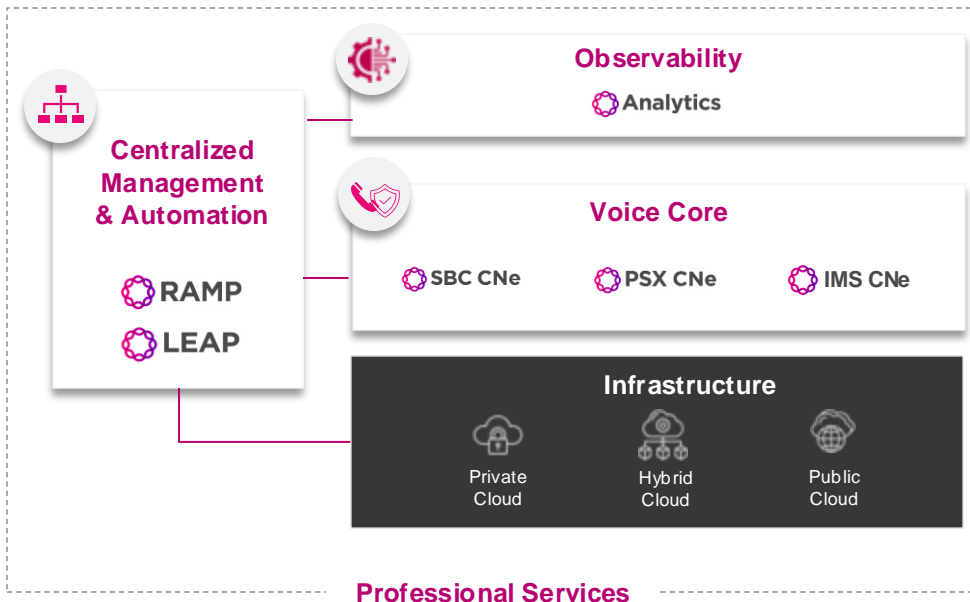 Observability
Analytics
Centralized
Management
& Automation
RAMP
LEAP
Voice Core
SBC CNe
PSX CNe
IMS CNe
Infrastructure
Private
Cloud
Hybrid
Cloud
Public
Cloud
Professional Services